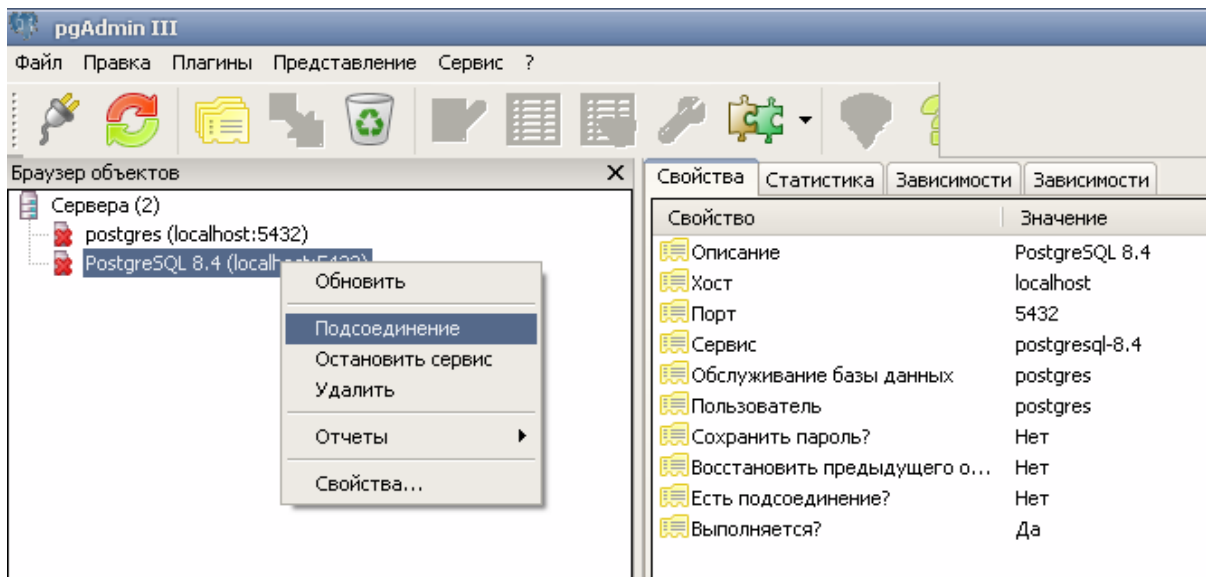 pgAdmin III
Файл Правка Плагины Представление Сервис ?
Браузер объектов
Сервера (2)
postgres (localhost:5432)
PostgreSQL 8.4 (localhost:5432)
Обновить
Подсоединение
Остановить сервис
Удалить
Отчеты
Свойства...
Свойства Статистика Зависимости Зависимости
Свойство Значение
Описание PostgreSQL 8.4
Хост localhost
Порт 5432
Сервис postgresql-8.4
Обслуживание базы данных postgres
Пользователь postgres
Сохранить пароль? Нет
Восстановить предыдущего о... Нет
Есть подсоединение? Нет
Выполняется? Да